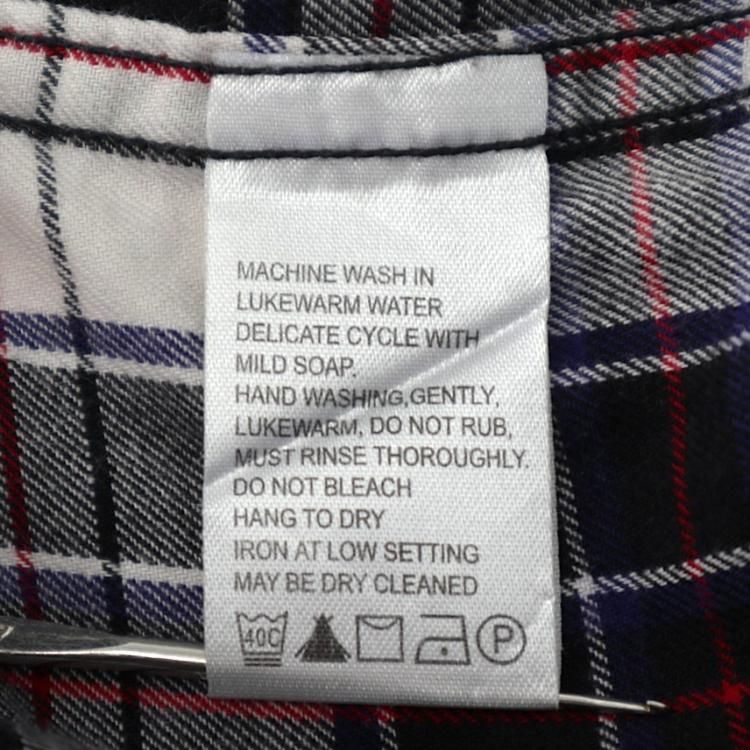 MACHINE WASH IN
LUKEWARM WATER
DELICATE CYCLE WITH
MILD SOAP.
HAND WASHING,GENTLY,
LUKEWARM, DO NOT RUB,
MUST RINSE THOROUGHLY.
DO NOT BLEACH
HANG TO DRY
IRON AT LOW SETTING
MAY BE DRY CLEANED
40C P